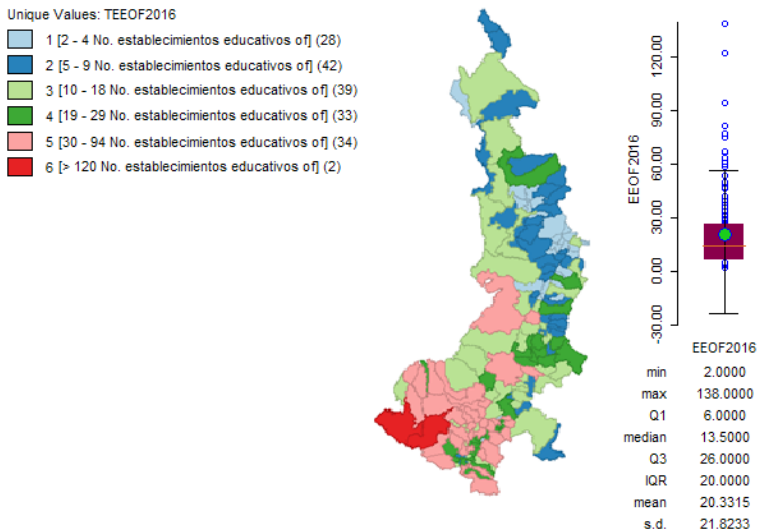 Unique Values: TEEOF2016
1 [2 - 4 No. establecimientos educativos of] (28)
2 [5 - 9 No. establecimientos educativos of] (42)
3 [10 - 18 No. establecimientos educativos of] (39)
4 [19 - 29 No. establecimientos educativos of] (33)
5 [30 - 94 No. establecimientos educativos of] (34)
6 [> 120 No. establecimientos educativos of] (2)
EEOF2016
120.00
90.00
60.00
30.00
0.00
-30.00
EEOF2016
min 2.0000
max 138.0000
Q1 6.0000
median 13.5000
Q3 26.0000
IQR 20.0000
mean 20.3315
s.d. 21.8233